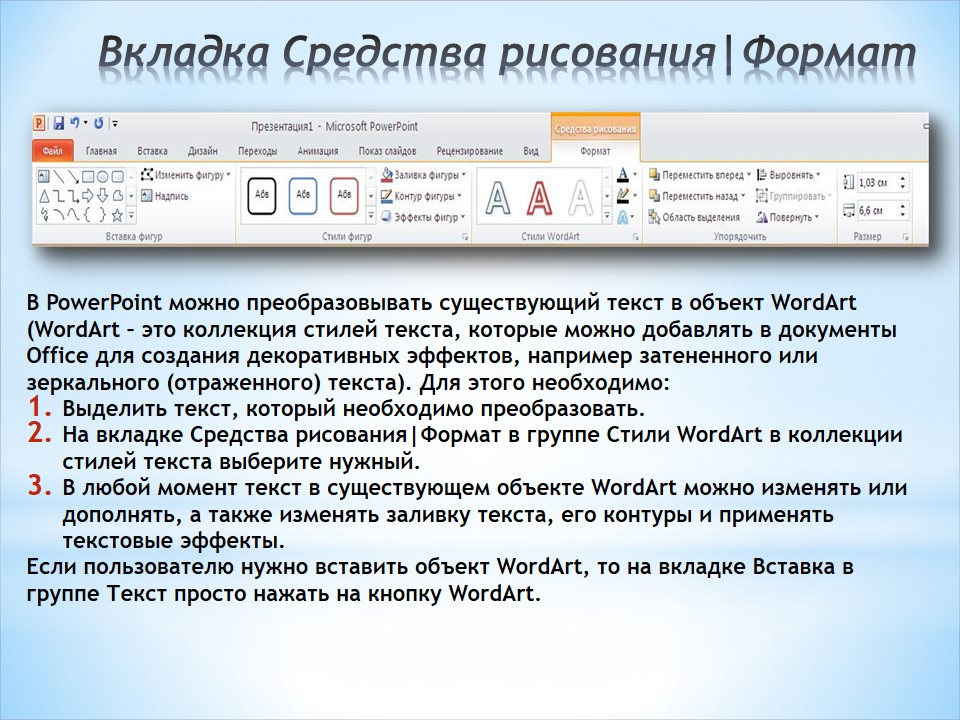 Вкладка Средства рисования|Формат
Презентация1 - Microsoft PowerPoint
Средства рисования
Файл Главная Вставка Дизайн Переходы Анимация Показ слайдов Рецензирование Вид Формат
Изменить фигуру
Надпись
Вставка фигур
Абв Абв Абв
Заливка фигуры
Контур фигуры
Эффекты фигур
Стили фигур
A A A
Стили WordArt
Переместить вперед
Переместить назад
Область выделения
Выровнять
Группировать
Повернуть
Упорядочить
1,03 см
6,6 см
Размер
В PowerPoint можно преобразовывать существующий текст в объект WordArt
(WordArt – это коллекция стилей текста, которые можно добавлять в документы
Office для создания декоративных эффектов, например затененного или
зеркального (отраженного) текста). Для этого необходимо:
1. Выделить текст, который необходимо преобразовать.
2. На вкладке Средства рисования|Формат в группе Стили WordArt в коллекции
стилей текста выберите нужный.
3. В любой момент текст в существующем объекте WordArt можно изменять или
дополнять, а также изменять заливку текста, его контуры и применять
текстовые эффекты.
Если пользователю нужно вставить объект WordArt, то на вкладке Вставка в
группе Текст просто нажать на кнопку WordArt.